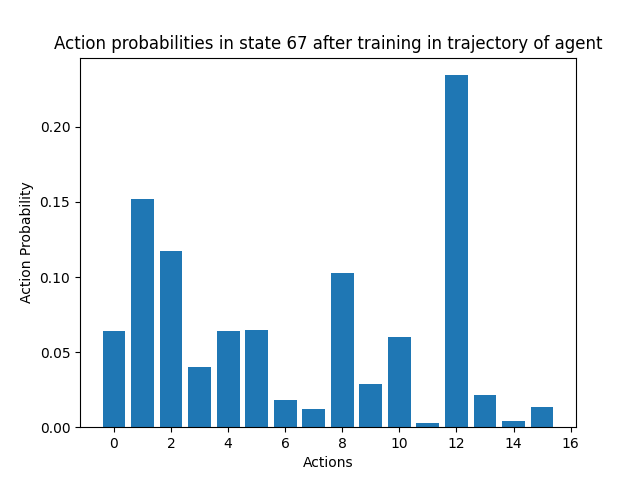 Action probabilities in state 67 after training in trajectory of agent
0.20
0.15
0.10
0.05
0.00
Action Probability
0 2 4 6 8 10 12 14 16
Actions